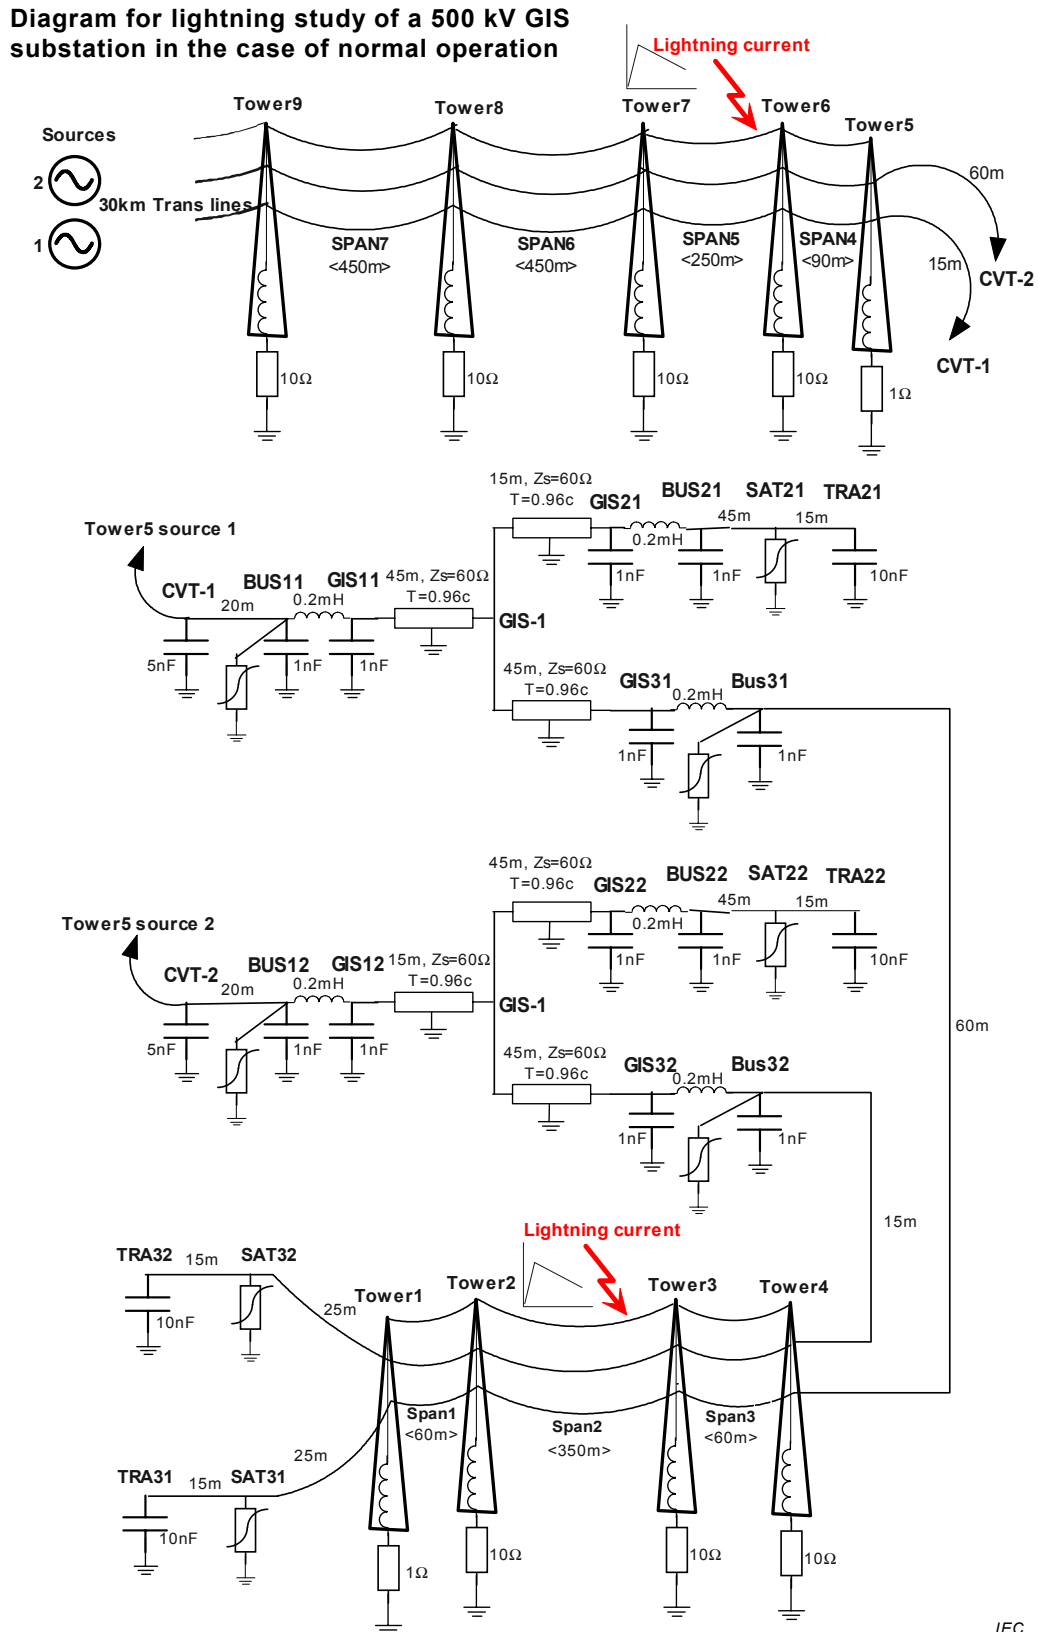 Diagram for lightning study of a 500 kV GIS
substation in the case of normal operation
Lightning current
Tower9
Tower8
Tower7
Tower6
Tower5
Sources
2
30km Trans lines
1
60m
SPAN7
<450m>
SPAN6
<450m>
SPAN5
<250m>
SPAN4
<90m>
15m
CVT-2
CVT-1
10Ω
10Ω
10Ω
10Ω
1Ω
15m, Zs=60Ω
T=0.96c
GIS21
BUS21
SAT21
TRA21
45m
15m
0.2mH
1nF
1nF
10nF
Tower5 source 1
CVT-1
BUS11
GIS11
45m, Zs=60Ω
T=0.96c
20m
0.2mH
GIS-1
5nF
1nF
1nF
45m, Zs=60Ω
T=0.96c
GIS31
Bus31
0.2mH
1nF
1nF
45m, Zs=60Ω
T=0.96c
GIS22
BUS22
SAT22
TRA22
45m
15m
0.2mH
1nF
1nF
10nF
Tower5 source 2
CVT-2
BUS12
GIS12
15m, Zs=60Ω
T=0.96c
20m
0.2mH
GIS-1
5nF
1nF
1nF
60m
45m, Zs=60Ω
T=0.96c
GIS32
Bus32
0.2mH
1nF
1nF
15m
Lightning current
TRA32
15m
SAT32
Tower1
Tower2
Tower3
Tower4
25m
10nF
Span1
<60m>
Span2
<350m>
Span3
<60m>
25m
TRA31
15m
SAT31
10nF
1Ω
10Ω
10Ω
10Ω
IEC